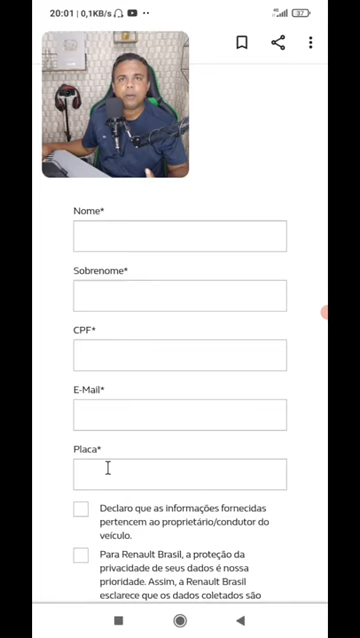 20:01 | 0,1KB/s
4G
37
Nome*
Sobrenome*
CPF*
E-Mail*
Placa*
Declaro que as informações fornecidas
pertencem ao proprietário/condutor do
veículo.
Para Renault Brasil, a proteção da
privacidade de seus dados é nossa
prioridade. Assim, a Renault Brasil
esclarece que os dados coletados são